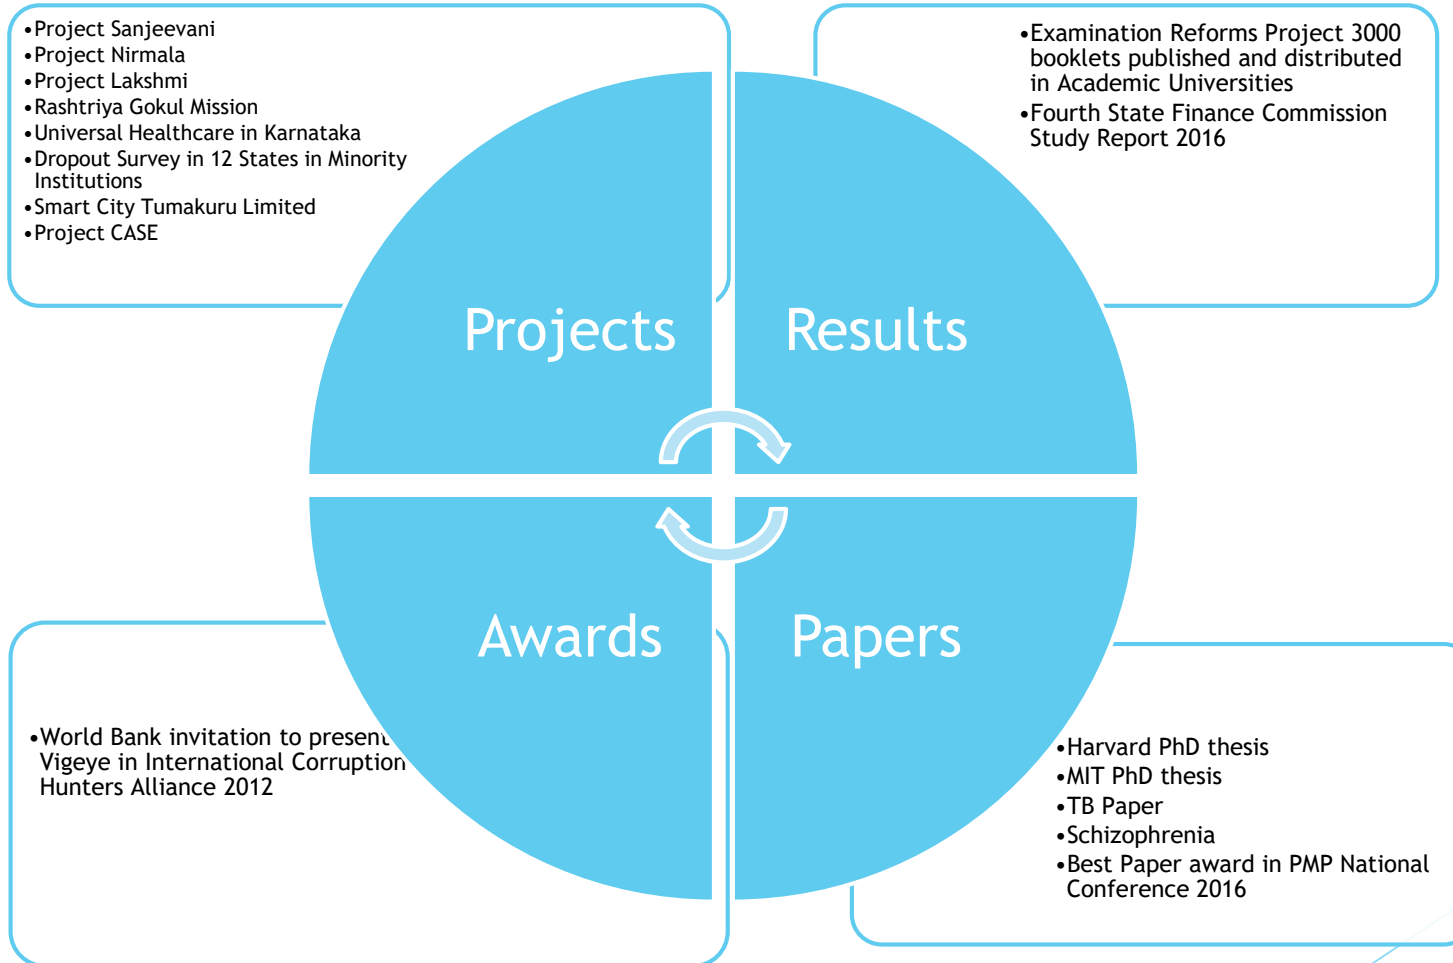 •Project Sanjeevani
•Project Nirmala
•Project Lakshmi
•Rashtriya Gokul Mission
•Universal Healthcare in Karnataka
•Dropout Survey in 12 States in Minority
Institutions
•Smart City Tumakuru Limited
•Project CASE
•Examination Reforms Project 3000
booklets published and distributed
in Academic Universities
•Fourth State Finance Commission
Study Report 2016
Projects
Results
Awards
Papers
•World Bank invitation to present
Vigeye in International Corruption
Hunters Alliance 2012
•Harvard PhD thesis
•MIT PhD thesis
•TB Paper
•Schizophrenia
•Best Paper award in PMP National
Conference 2016